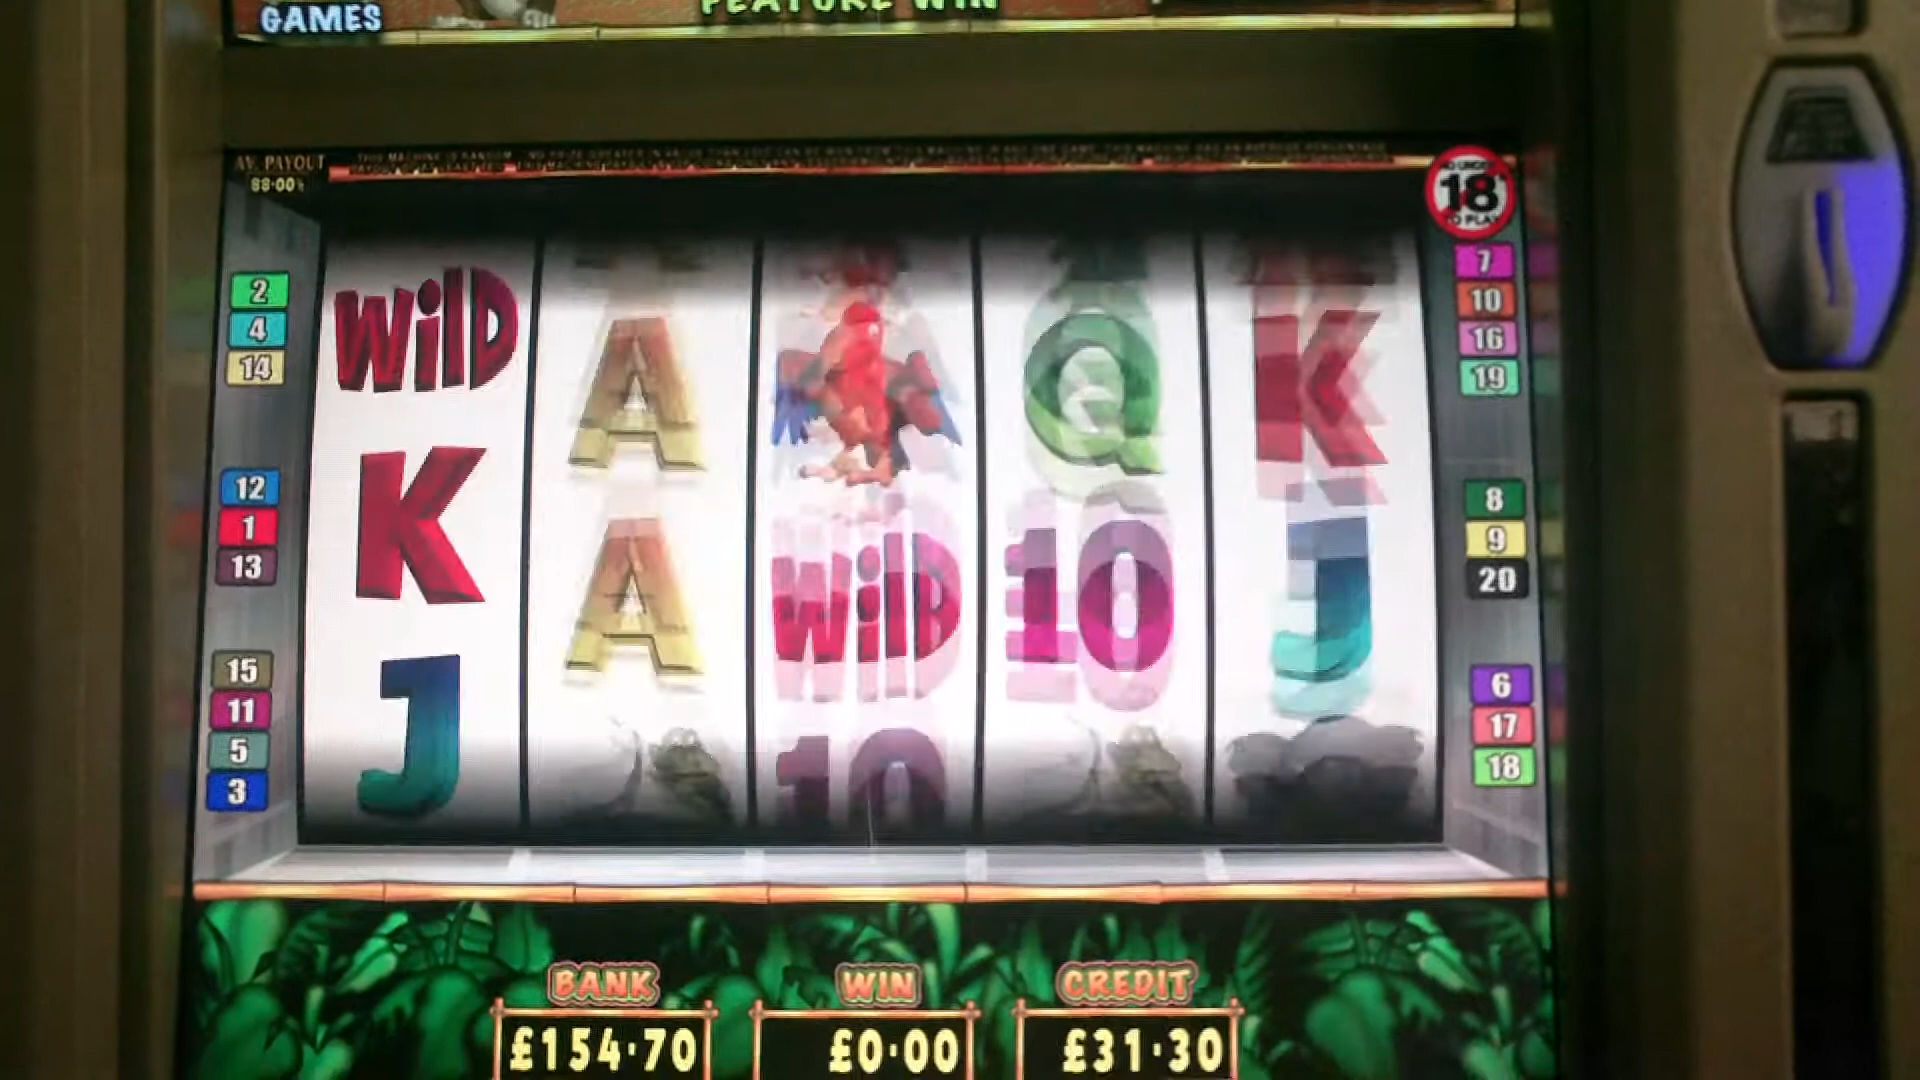 GAMES
FEATURE WIN
AV. PAYOUT
88.00%
18
2
4
14
12
1
13
15
11
5
3
WILD A Q K
K A WILD 10 J
J 10
7
10
16
19
8
9
20
6
17
18
BANK WIN CREDIT
£154.70 £0.00 £31.30